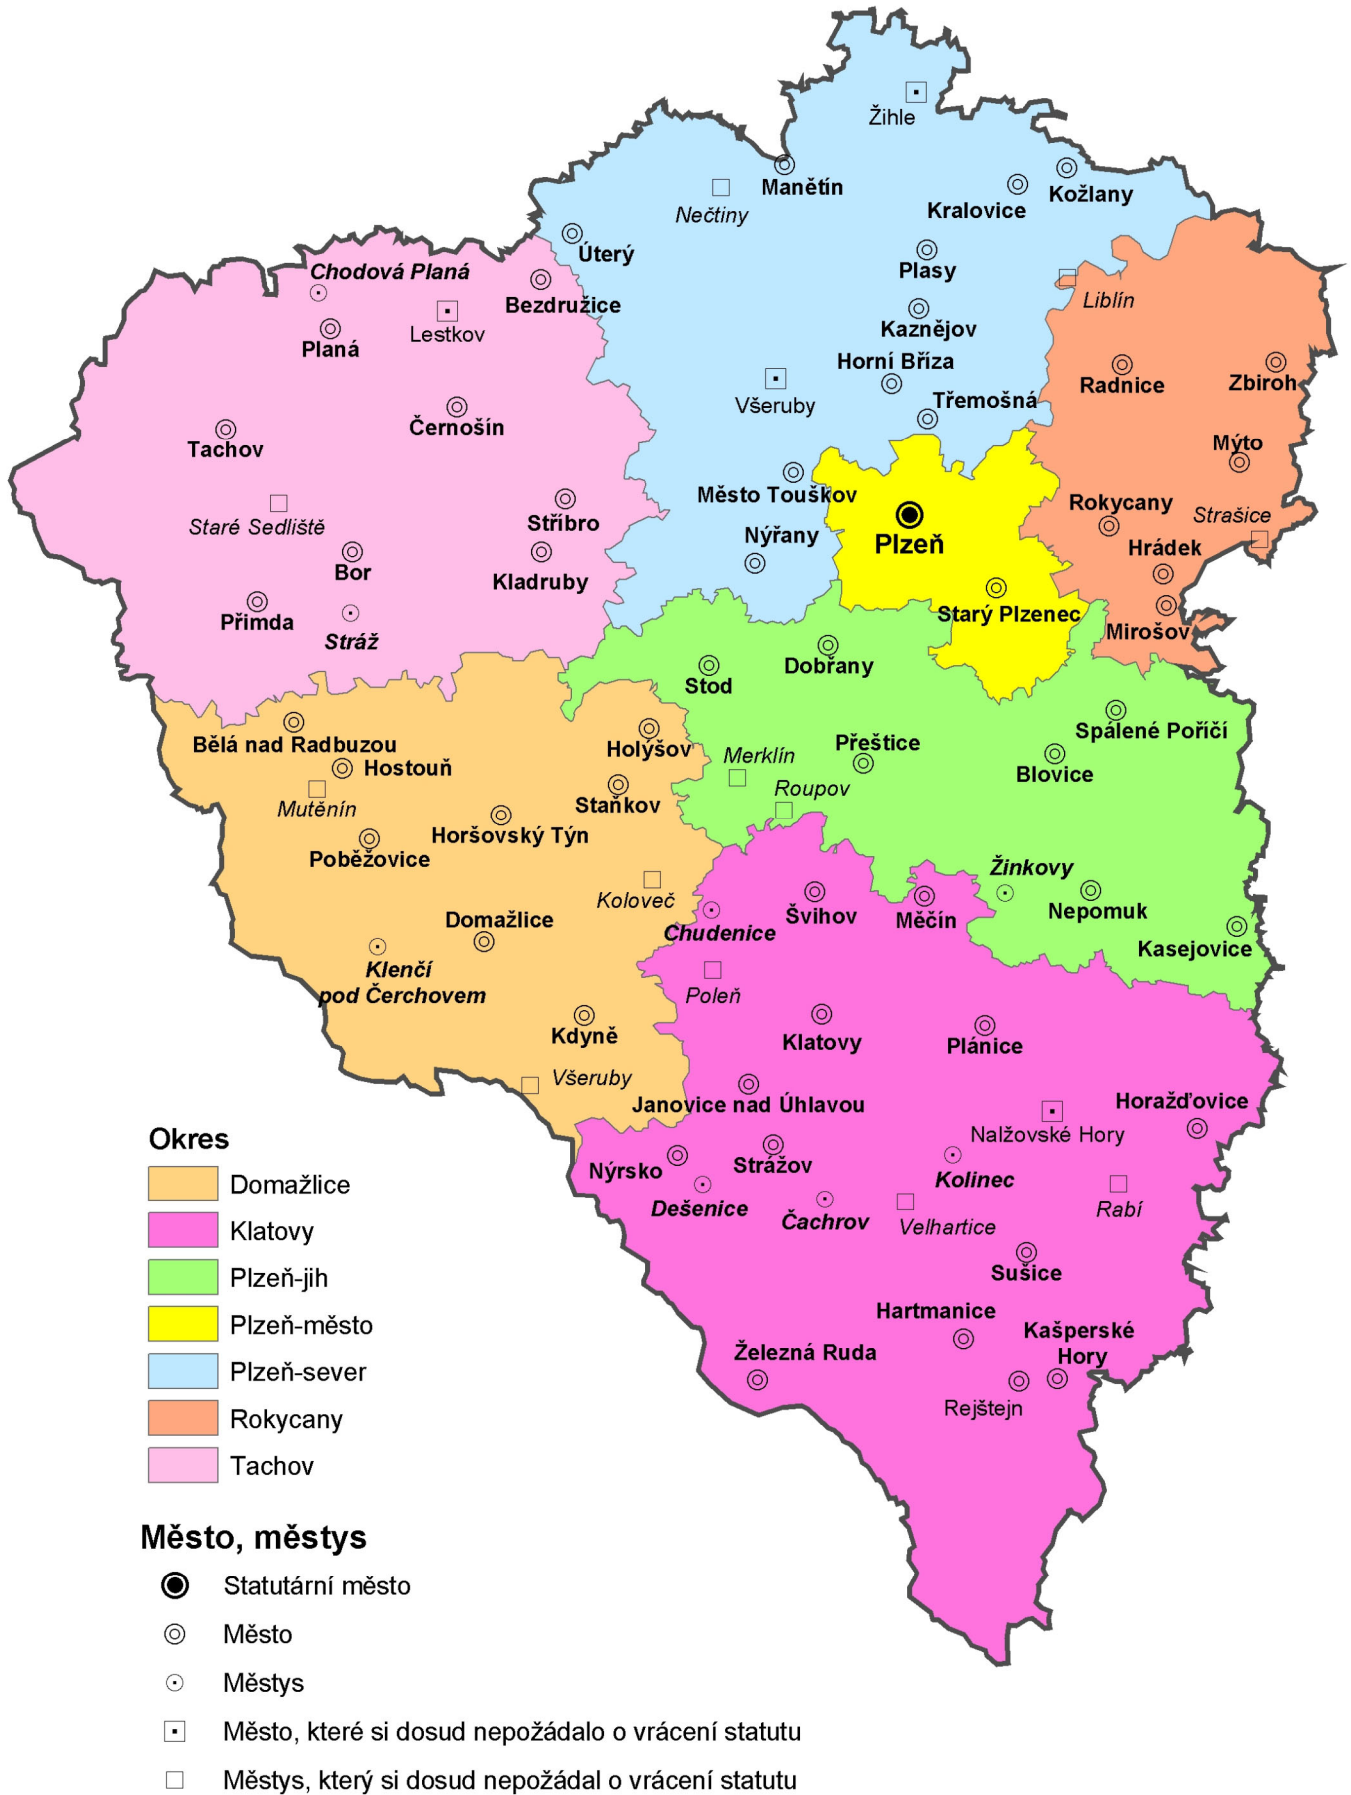 Žihle
Manětín
Nečtiny
Kožlany
Kralovice
Úterý
Plasy
Chodová Planá
Bezdružice
Liblín
Lestkov
Kaznějov
Planá
Horní Bříza
Radnice
Zbiroh
Všeruby
Třemošná
Černošín
Tachov
Mýto
Město Touškov
Rokycany
Strašice
Staré Sedliště
Stříbro
Nýřany
Plzeň
Hrádek
Bor
Kladruby
Přimda
Starý Plzenec
Stráž
Mirošov
Dobřany
Stod
Spálené Poříčí
Bělá nad Radbuzou
Holýšov
Přeštice
Merklín
Hostouň
Blovice
Roupov
Mutěnín
Staňkov
Horšovský Týn
Poběžovice
Žinkovy
Koloveč
Švihov
Nepomuk
Domažlice
Měčín
Chudenice
Kasejovice
Klenčí
pod Čerchovem
Poleň
Kdyně
Klatovy
Plánice
Všeruby
Janovice nad Úhlavou
Horažďovice
Nalžovské Hory
Nýrsko
Strážov
Kolinec
Dešenice
Čachrov
Velhartice
Rabí
Sušice
Hartmanice
Kašperské
Hory
Železná Ruda
Rejštejn
Okres
Domažlice
Klatovy
Plzeň-jih
Plzeň-město
Plzeň-sever
Rokycany
Tachov
Město, městys
Statutární město
Město
Městys
Město, které si dosud nepožádalo o vrácení statutu
Městys, který si dosud nepožádal o vrácení statutu